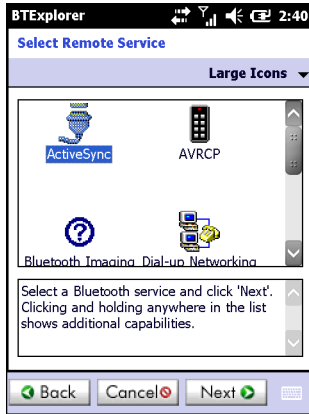 BTExplorer 2:40
Select Remote Service
Large Icons
ActiveSync AVRCP
Bluetooth Imaging Dial-up Networking
Select a Bluetooth service and click 'Next'.
Clicking and holding anywhere in the list
shows additional capabilities.
Back Cancel Next